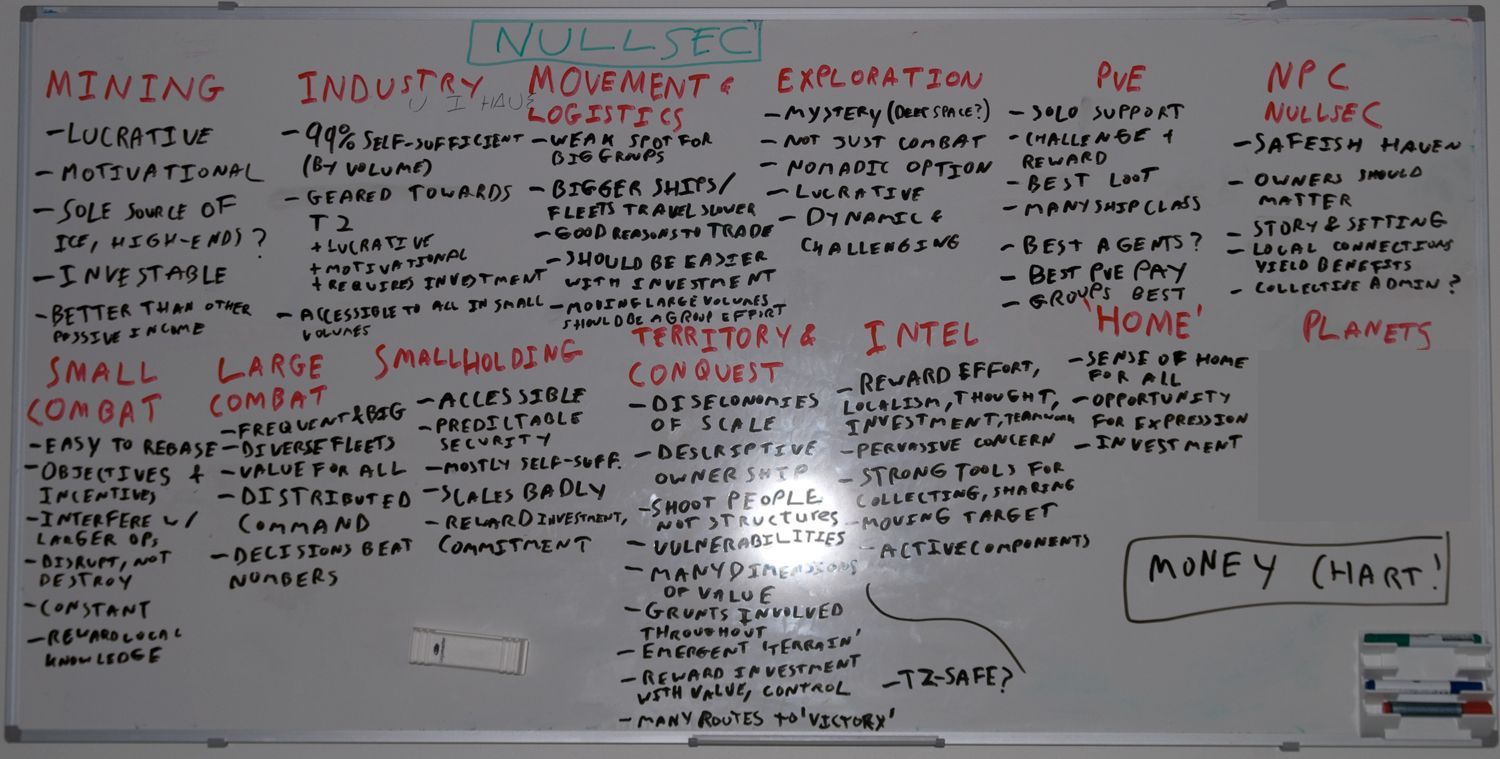 NULLSEC
MINING
- LUCRATIVE
- MOTIVATIONAL
- SOLE SOURCE OF
ICE, HIGH-ENDS?
- INVESTABLE
- BETTER THAN OTHER
PASSIVE INCOME
INDUSTRY
U I HAVE
- 99% SELF-SUFFICIENT
(BY VOLUME)
- GEARED TOWARDS
T2
+ LUCRATIVE
+ MOTIVATIONAL
+ REQUIRES INVESTMENT
- ACCESSIBLE TO ALL IN SMALL
VOLUMES
MOVEMENT &
LOGISTICS
- WEAK SPOT FOR
BIG GROUPS
- BIGGER SHIPS/
FLEETS TRAVEL SLOWER
- GOOD REASONS TO TRADE
- SHOULD BE EASIER
WITH INVESTMENT
- MOVING LARGE VOLUMES
SHOULD BE A GROUP EFFORT
EXPLORATION
- MYSTERY (DEEP SPACE?)
- NOT JUST COMBAT
- NOMADIC OPTION
- LUCRATIVE
- DYNAMIC &
CHALLENGING
PVE
- SOLO SUPPORT
- CHALLENGE +
REWARD
- BEST LOOT
- MANY SHIP CLASS
- BEST AGENTS?
- BEST PVE PAY
- GROUPS BEST
NPC
NULLSEC
- SAFEISH HAVEN
- OWNERS SHOULD
MATTER
- STORY & SETTING
- LOCAL CONNECTIONS
YIELD BENEFITS
- COLLECTIVE ADMIN?
SMALL
COMBAT
- EASY TO REBASE
- OBJECTIVES +
INCENTIVES
- INTERFERE W/
LARGER OPS
- DISRUPT, NOT
DESTROY
- CONSTANT
- REWARD LOCAL
KNOWLEDGE
LARGE
COMBAT
- FREQUENT & BIG
- DIVERSE FLEETS
- VALUE FOR ALL
- DISTRIBUTED
COMMAND
- DECISIONS BEAT
NUMBERS
SMALLHOLDING
- ACCESSIBLE
- PREDICTABLE
SECURITY
- MOSTLY SELF-SUFF.
- SCALES BADLY
- REWARD INVESTMENT,
COMMITMENT
TERRITORY &
CONQUEST
- DISECONOMIES
OF SCALE
- DESCRIPTIVE
OWNERSHIP
- SHOOT PEOPLE
NOT STRUCTURES
- VULNERABILITIES
- MANY DIMENSIONS
OF VALUE
- GRUNTS INVOLVED
THROUGHOUT
- EMERGENT 'TERRAIN'
- REWARD INVESTMENT
WITH VALUE, CONTROL
- MANY ROUTES TO 'VICTORY'
INTEL
- REWARD EFFORT,
LOCALISM, THOUGHT,
INVESTMENT, TEAMWORK
- PERVASIVE CONCERN
- STRONG TOOLS FOR
COLLECTING, SHARING
- MOVING TARGET
- ACTIVE COMPONENTS
- TZ-SAFE?
'HOME'
- SENSE OF HOME
FOR ALL
- OPPORTUNITY
FOR EXPRESSION
- INVESTMENT
PLANETS
MONEY CHART!